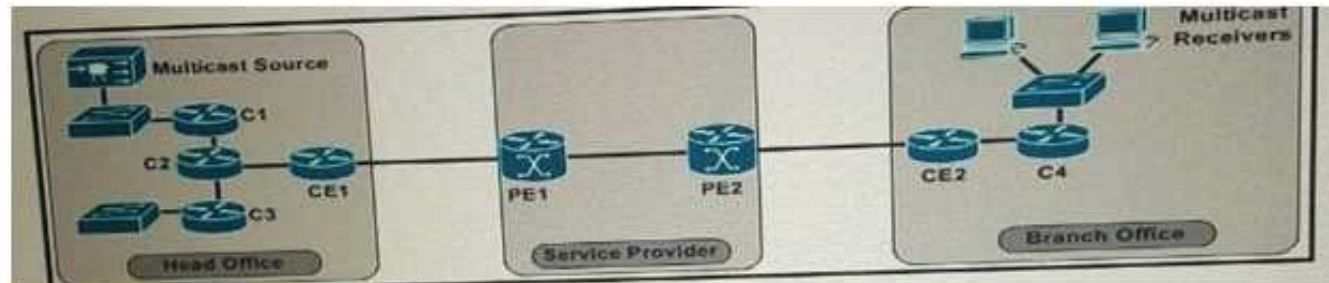 Multicast Source
C1
C2
CE1
C3
Head Office
PE1
PE2
Service Provider
Multicast
Receivers
CE2
C4
Branch Office